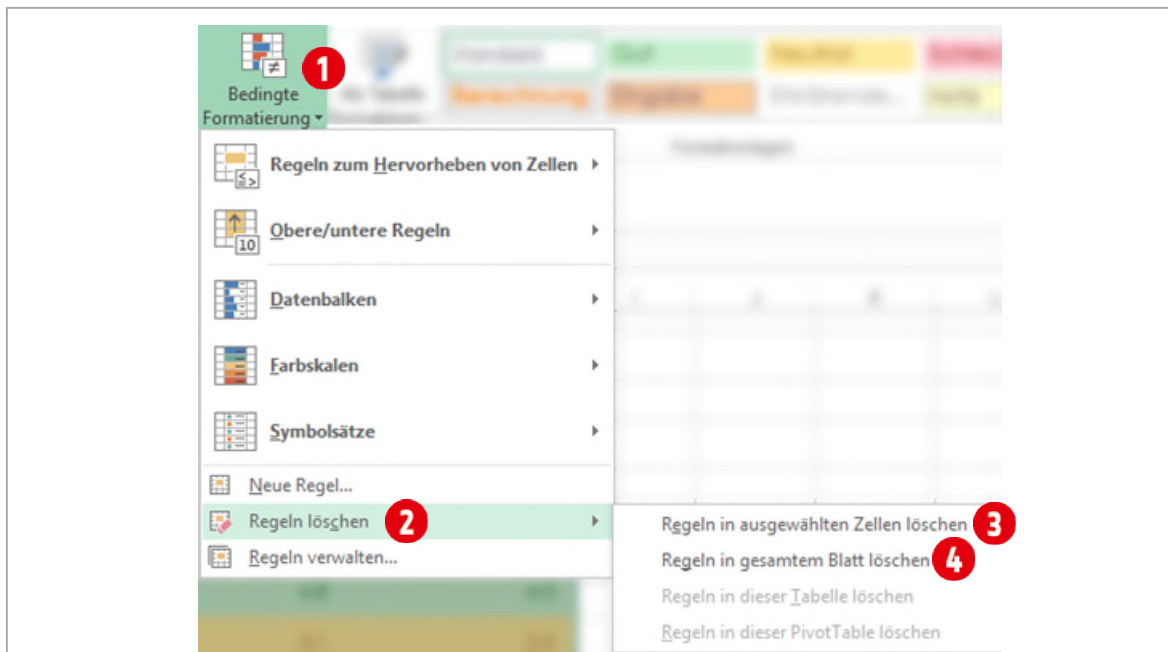 1
Bedingte
Formatierung
Regeln zum Hervorheben von Zellen
10
Obere/untere Regeln
Datenbalken
Farbskalen
Symbolsätze
Neue Regel...
Regeln löschen 2
Regeln in ausgewählten Zellen löschen 3
Regeln verwalten...
Regeln in gesamtem Blatt löschen 4
Regeln in dieser Tabelle löschen
Regeln in dieser PivotTable löschen